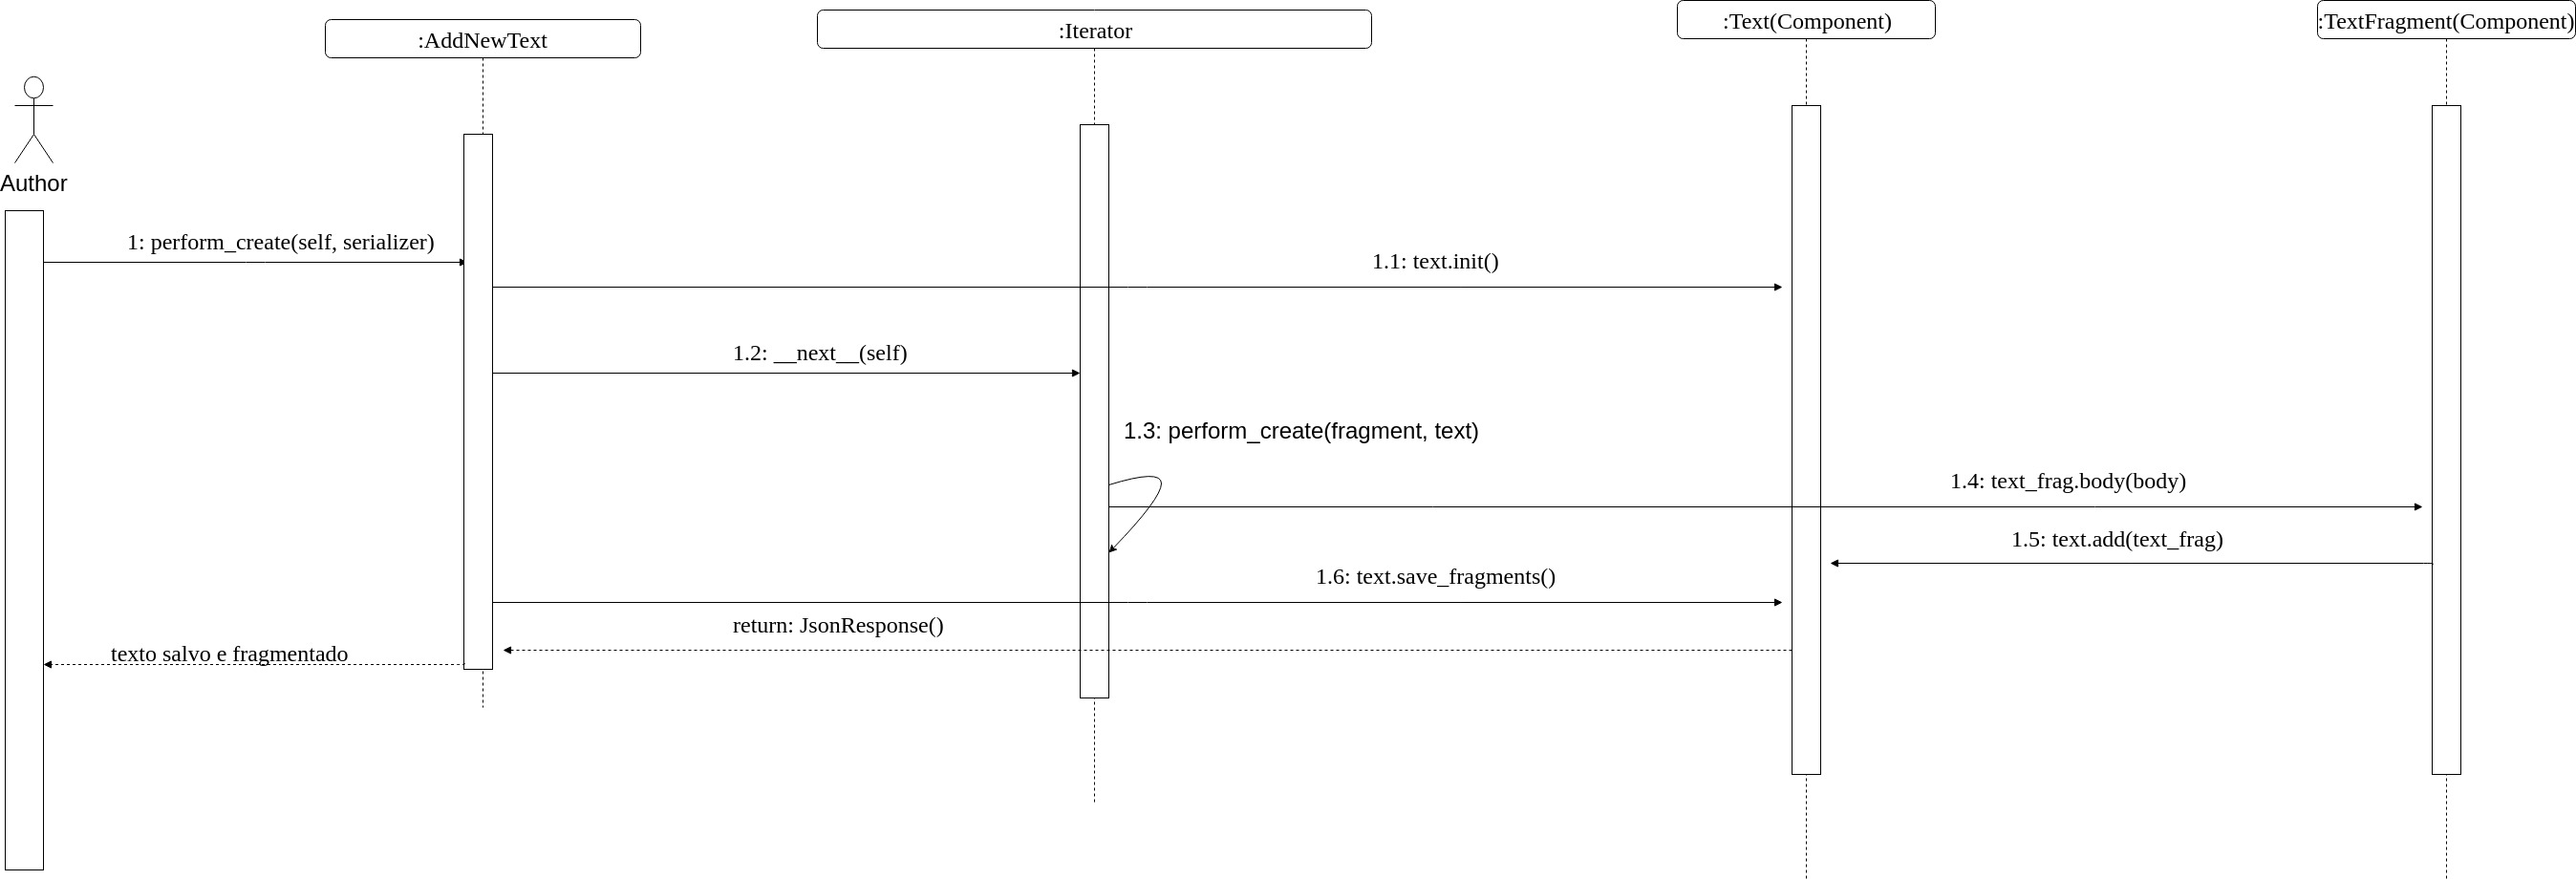 :AddNewText
:Iterator
:Text(Component)
:TextFragment(Component)
Author
1: perform_create(self, serializer)
1.1: text.init()
1.2: __next__(self)
1.3: perform_create(fragment, text)
1.4: text_frag.body(body)
1.5: text.add(text_frag)
1.6: text.save_fragments()
return: JsonResponse()
texto salvo e fragmentado